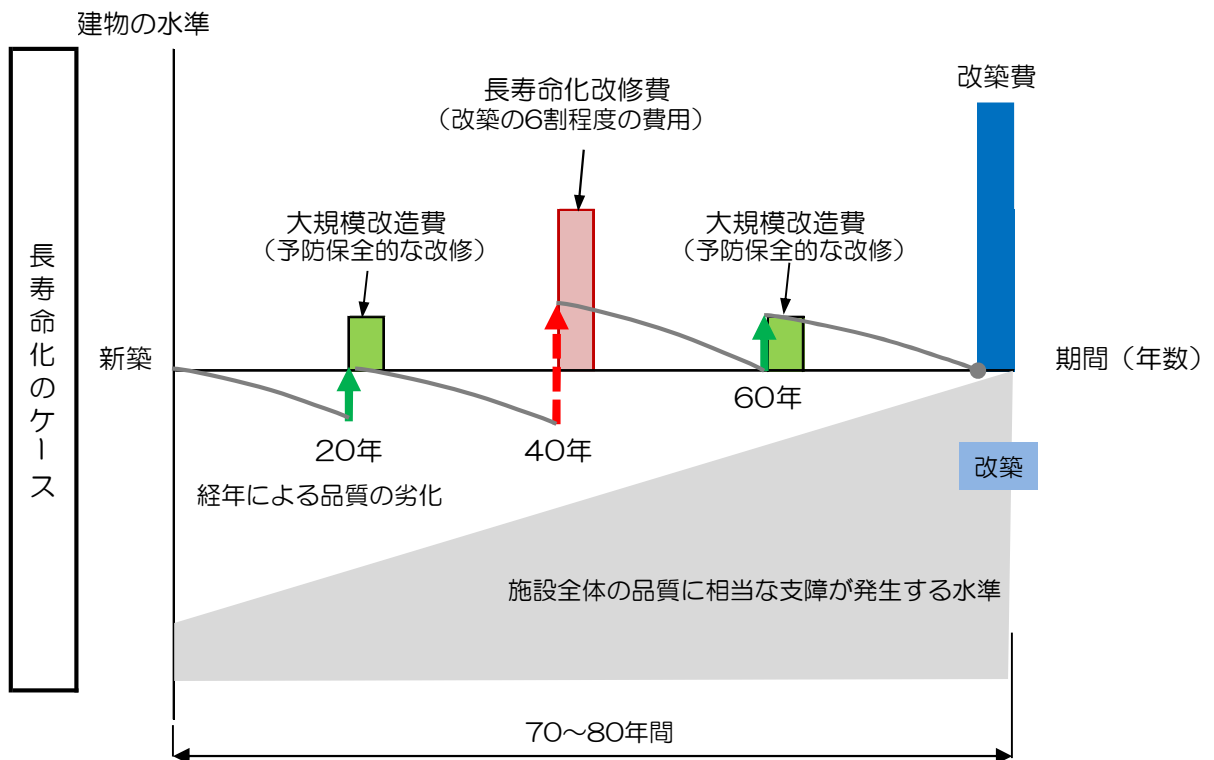 建物の水準
長寿命化のケース
改築費
長寿命化改修費
（改築の6割程度の費用）
大規模改造費
（予防保全的な改修）
大規模改造費
（予防保全的な改修）
新築
期間（年数）
20年
40年
60年
改築
経年による品質の劣化
施設全体の品質に相当な支障が発生する水準
70～80年間